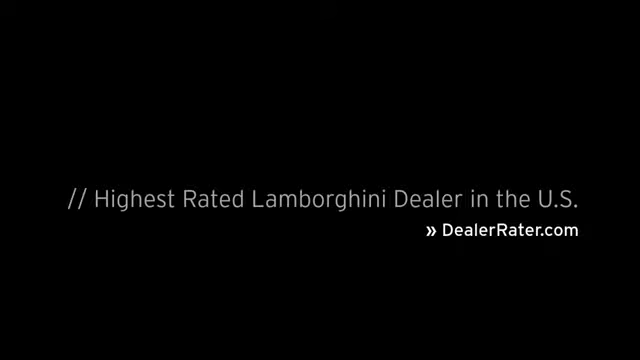 // Highest Rated Lamborghini Dealer in the U.S.
» DealerRater.com